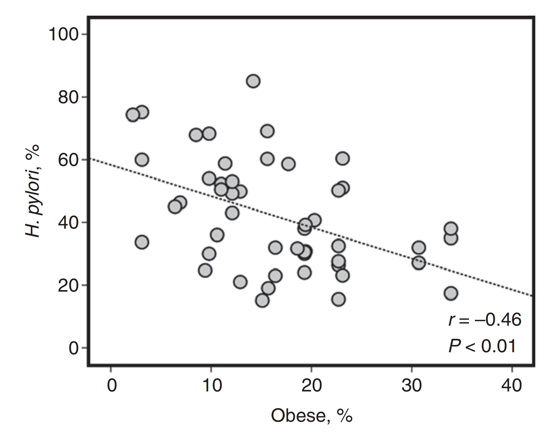 100
80
60
40
20
0
H. pylori, %
r = −0.46
P < 0.01
0 10 20 30 40
Obese, %